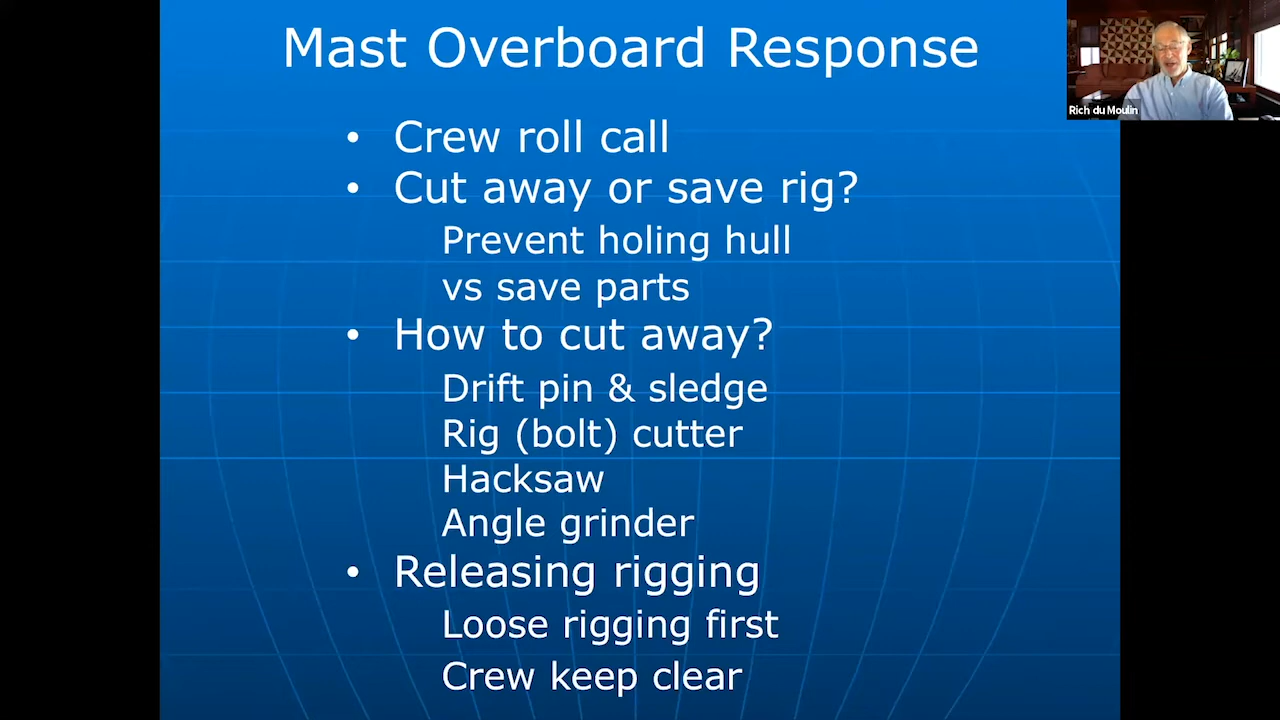 Mast Overboard Response
Rich du Moulin
• Crew roll call
• Cut away or save rig?
Prevent holing hull
vs save parts
• How to cut away?
Drift pin & sledge
Rig (bolt) cutter
Hacksaw
Angle grinder
• Releasing rigging
Loose rigging first
Crew keep clear